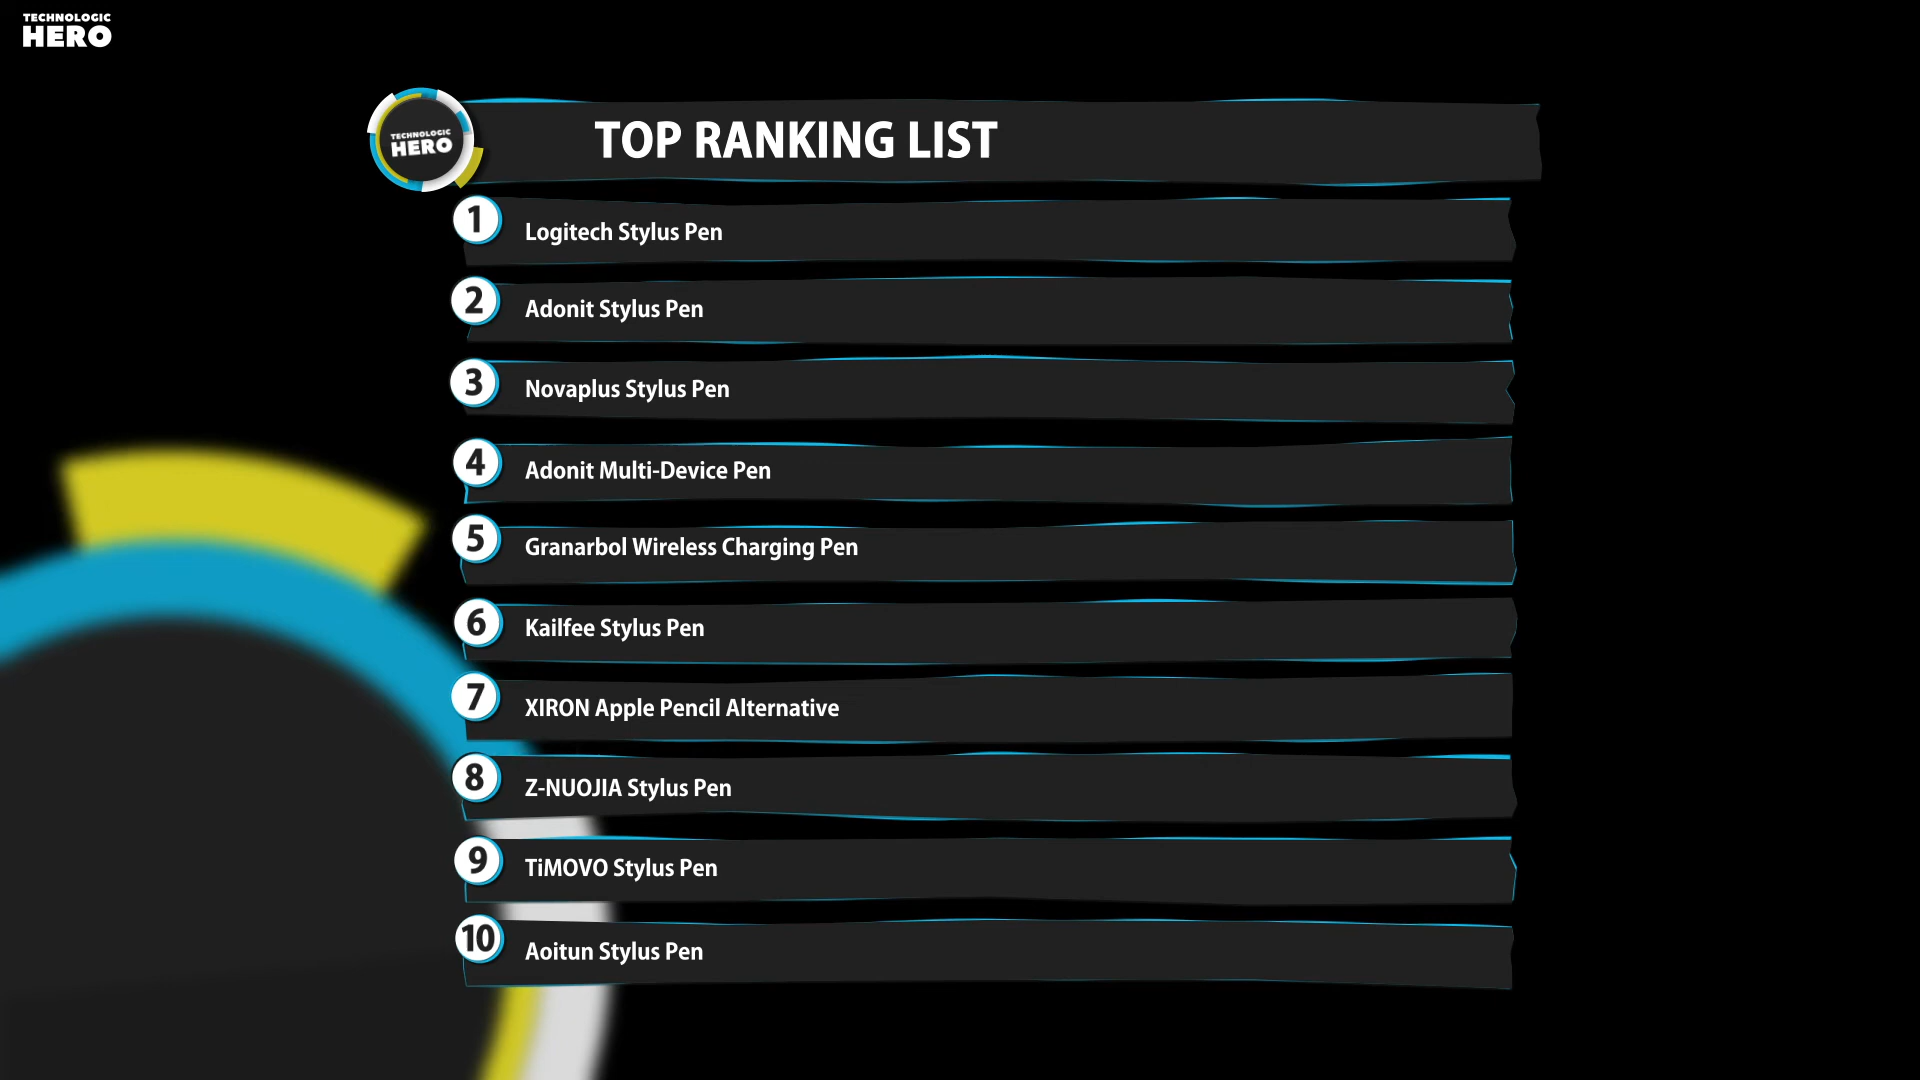 TECHNOLOGIC
HERO
TECHNOLOGIC
HERO
TOP RANKING LIST
1
Logitech Stylus Pen
2
Adonit Stylus Pen
3
Novaplus Stylus Pen
4
Adonit Multi-Device Pen
5
Granarbol Wireless Charging Pen
6
Kailfee Stylus Pen
7
XIRON Apple Pencil Alternative
8
Z-NUOJIA Stylus Pen
9
TiMOVO Stylus Pen
10
Aoitun Stylus Pen